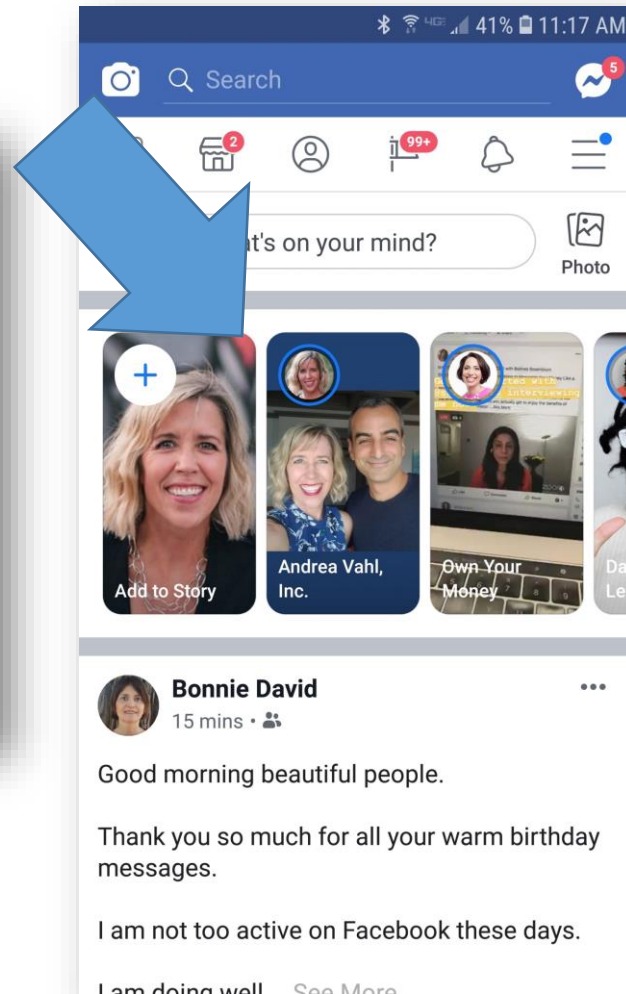 41% 11:17 AM
Search
5
2
99+
t's on your mind?
Photo
Add to Story
Andrea Vahl,
Inc.
Own Your
Money
Da
Le
Bonnie David
15 mins •
Good morning beautiful people.
Thank you so much for all your warm birthday
messages.
I am not too active on Facebook these days.
I am doing well... See More